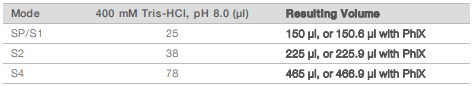 Mode 400 mM Tris-HCl, pH 8.0 (µl) Resulting Volume
SP/S1 25 150 µl, or 150.6 µl with PhiX
S2 38 225 µl, or 225.9 µl with PhiX
S4 78 465 µl, or 466.9 µl with PhiX